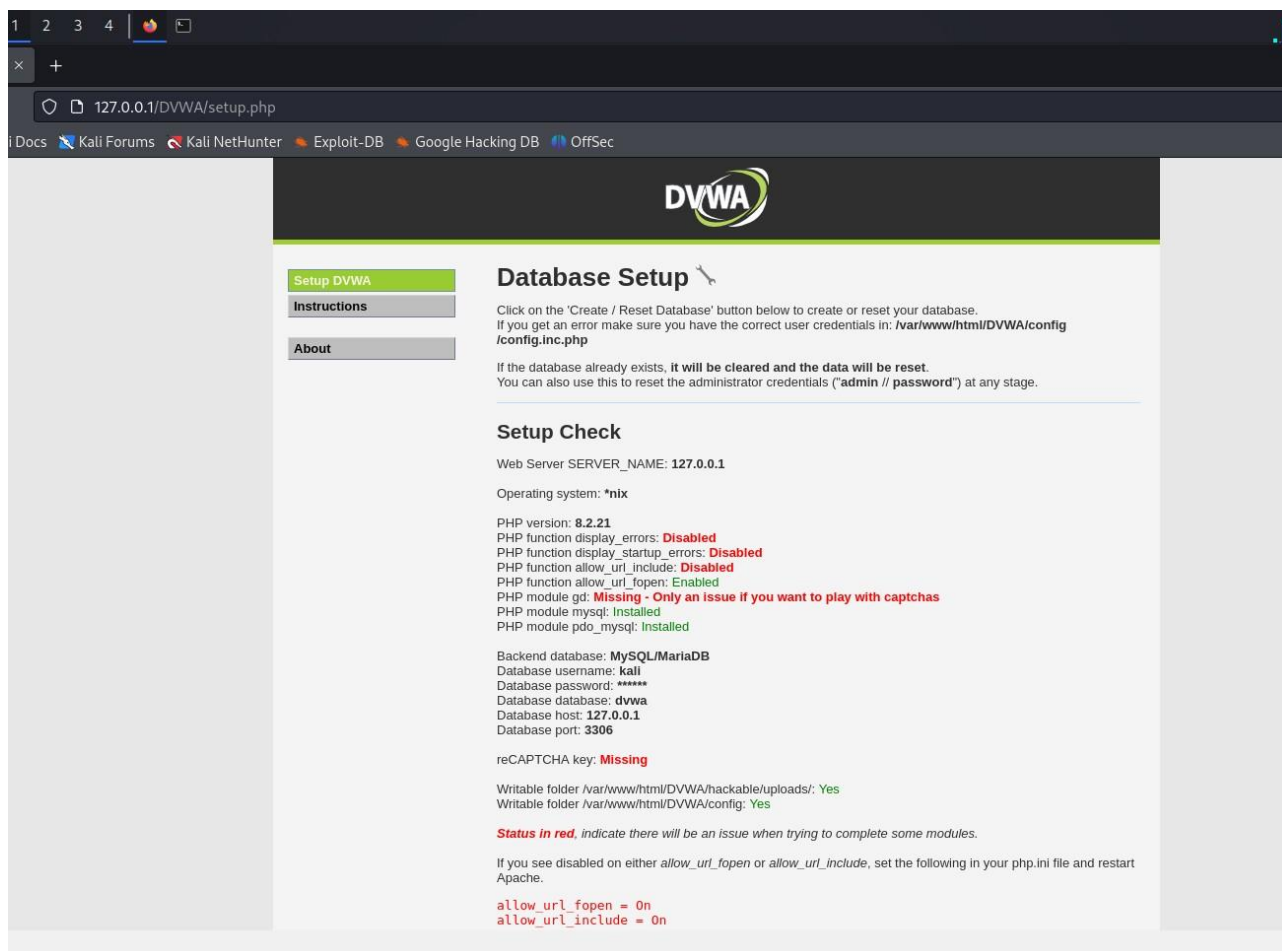 1 2 3 4
127.0.0.1/DVWA/setup.php
i Docs Kali Forums Kali NetHunter Exploit-DB Google Hacking DB OffSec
DVWA
Setup DVWA
Instructions
About
Database Setup
Click on the 'Create / Reset Database' button below to create or reset your database.
If you get an error make sure you have the correct user credentials in: /var/www/html/DVWA/config
/config.inc.php
If the database already exists, it will be cleared and the data will be reset.
You can also use this to reset the administrator credentials ("admin // password") at any stage.
Setup Check
Web Server SERVER_NAME: 127.0.0.1
Operating system: *nix
PHP version: 8.2.21
PHP function display_errors: Disabled
PHP function display_startup_errors: Disabled
PHP function allow_url_include: Disabled
PHP function allow_url_fopen: Enabled
PHP module gd: Missing - Only an issue if you want to play with captchas
PHP module mysql: Installed
PHP module pdo_mysql: Installed
Backend database: MySQL/MariaDB
Database username: kali
Database password: ******
Database database: dvwa
Database host: 127.0.0.1
Database port: 3306
reCAPTCHA key: Missing
Writable folder /var/www/html/DVWA/hackable/uploads/: Yes
Writable folder /var/www/html/DVWA/config: Yes
Status in red, indicate there will be an issue when trying to complete some modules.
If you see disabled on either allow_url_fopen or allow_url_include, set the following in your php.ini file and restart
Apache.
allow_url_fopen = On
allow_url_include = On